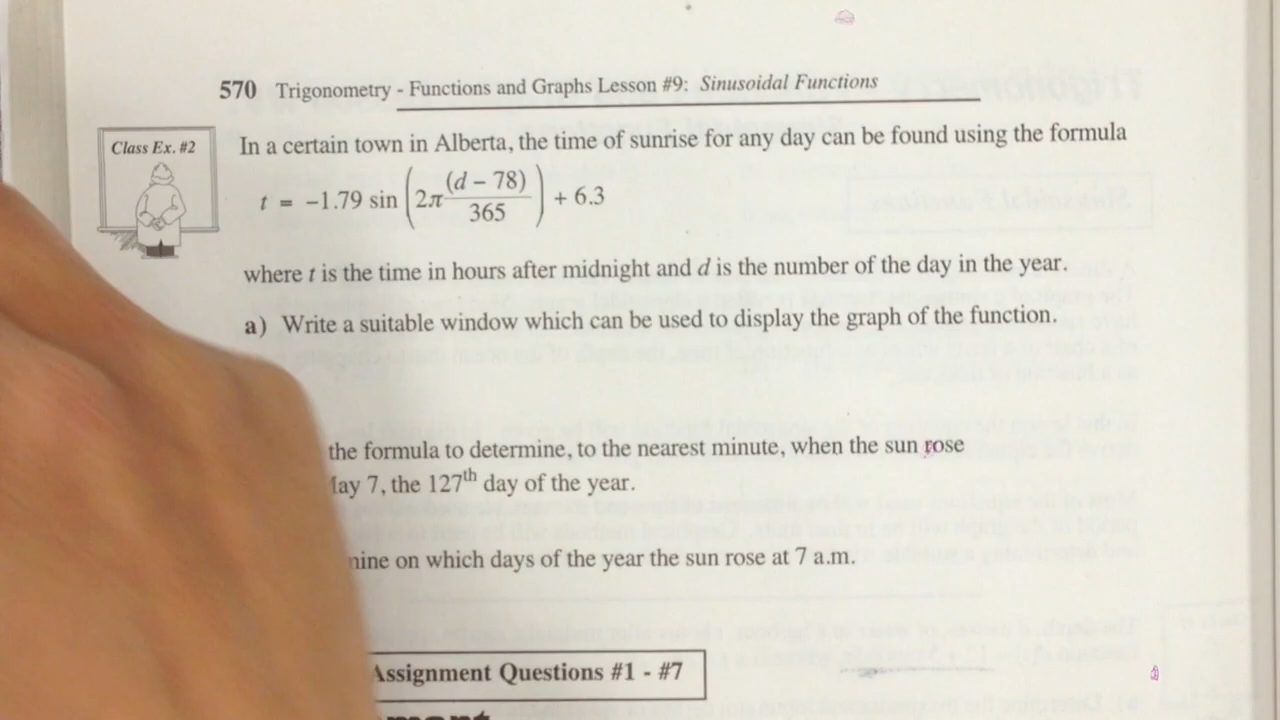 570 Trigonometry - Functions and Graphs Lesson #9: Sinusoidal Functions
Class Ex. #2
In a certain town in Alberta, the time of sunrise for any day can be found using the formula
t = −1.79 sin (2π (d − 78)/365) + 6.3
where t is the time in hours after midnight and d is the number of the day in the year.
a) Write a suitable window which can be used to display the graph of the function.
the formula to determine, to the nearest minute, when the sun rose
7, the 127th day of the year.
on which days of the year the sun rose at 7 a.m.
Assignment Questions #1 - #7